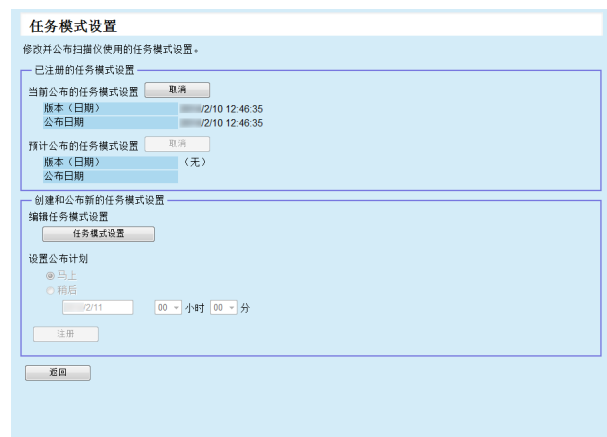 任务模式设置
修改并公布扫描仪使用的任务模式设置。
已注册的任务模式设置
当前公布的任务模式设置 取消
版本（日期） /2/10 12:46:35
公布日期 /2/10 12:46:35
预计公布的任务模式设置 取消
版本（日期） （无）
公布日期
创建和公布新的任务模式设置
编辑任务模式设置
任务模式设置
设置公布计划
马上
稍后
/2/11 00 小时 00 分
注册
返回